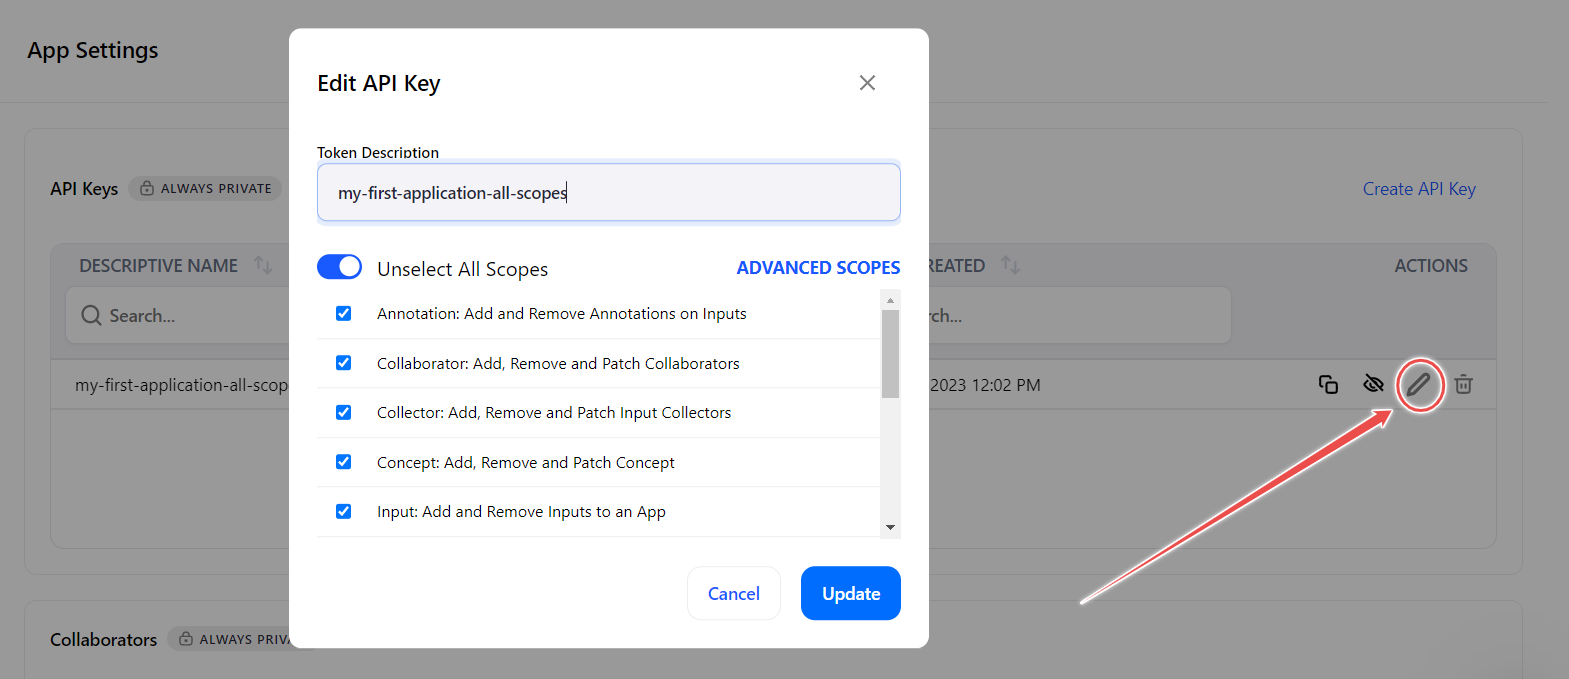 App Settings
Edit API Key
Token Description
my-first-application-all-scopes
API Keys
ALWAYS PRIVATE
Create API Key
Unselect All Scopes
ADVANCED SCOPES
DESCRIPTIVE NAME
ACTIONS
Search...
Annotation: Add and Remove Annotations on Inputs
Collaborator: Add, Remove and Patch Collaborators
my-first-application-all-scop
2023 12:02 PM
Collector: Add, Remove and Patch Input Collectors
Concept: Add, Remove and Patch Concept
Input: Add and Remove Inputs to an App
Cancel
Update
Collaborators
ALWAYS PRIV